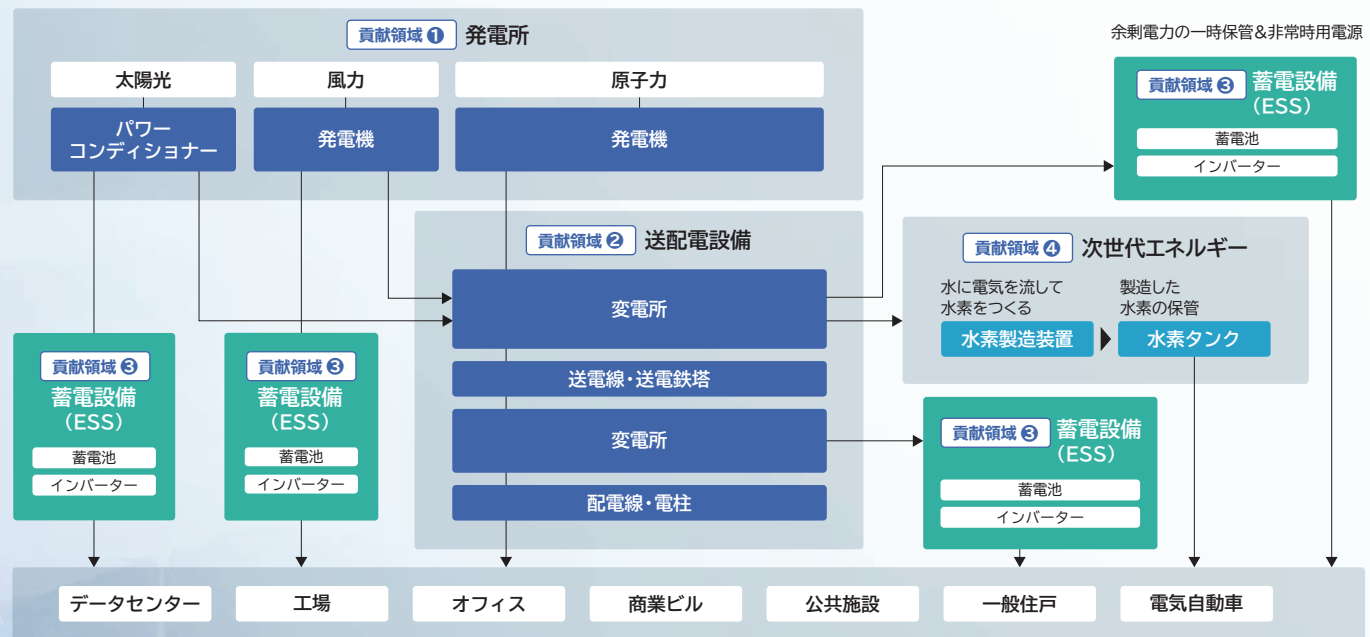 貢献領域❶ 発電所
太陽光
風力
原子力
パワー
コンディショナー
発電機
発電機
余剰電力の一時保管&非常時用電源
貢献領域❸ 蓄電設備
（ESS）
蓄電池
インバーター
貢献領域❷ 送配電設備
変電所
送電線・送電鉄塔
変電所
配電線・電柱
貢献領域❹ 次世代エネルギー
水に電気を流して
水素をつくる
製造した
水素の保管
水素製造装置
水素タンク
貢献領域❸
蓄電設備
（ESS）
蓄電池
インバーター
貢献領域❸
蓄電設備
（ESS）
蓄電池
インバーター
貢献領域❸ 蓄電設備
（ESS）
蓄電池
インバーター
データセンター
工場
オフィス
商業ビル
公共施設
一般住戸
電気自動車